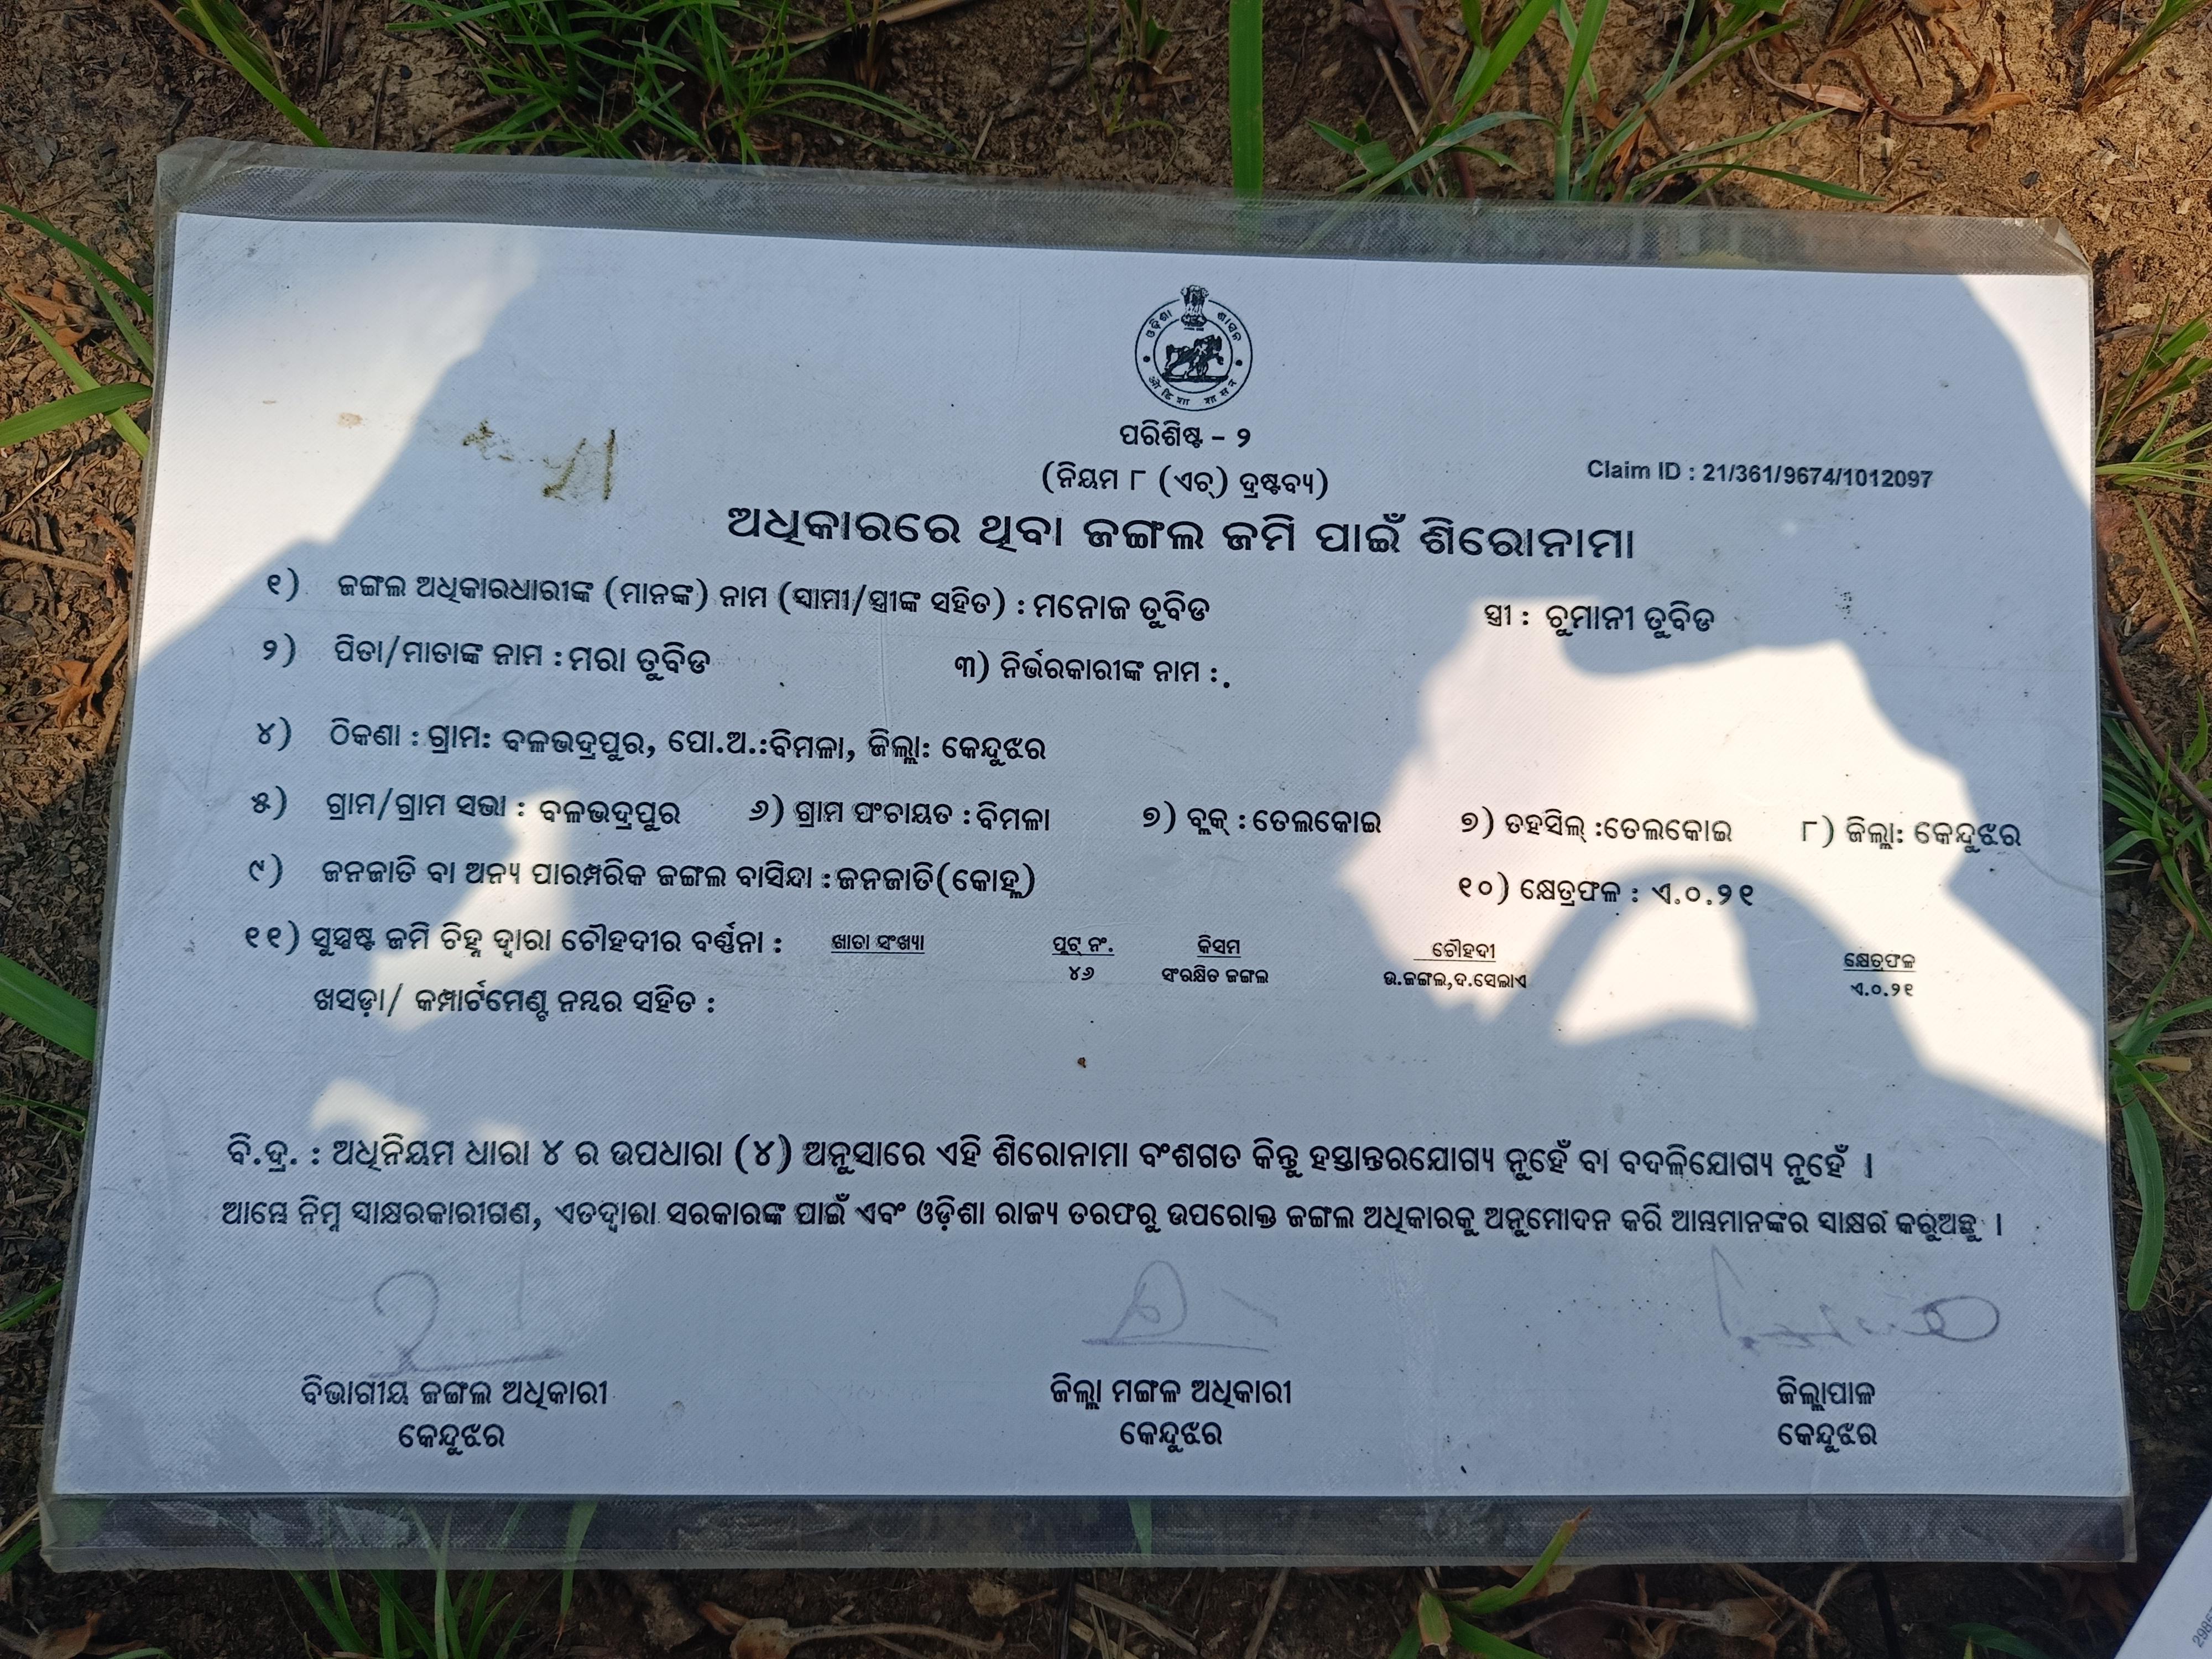 ଓଡ଼ିଶା ଶାସନ
ओडिशा शासन
ପରିଶିଷ୍ଟ - ୨
(ନିୟମ ୮ (ଏଚ୍) ଦ୍ରଷ୍ଟବ୍ୟ)
Claim ID : 21/361/9674/1012097
ଅଧିକାରରେ ଥିବା ଜଙ୍ଗଲ ଜମି ପାଇଁ ଶିରୋନାମା
୧) ଜଙ୍ଗଲ ଅଧିକାରଧାରୀଙ୍କ (ମାନଙ୍କ) ନାମ (ସ୍ୱାମୀ/ସ୍ତ୍ରୀଙ୍କ ସହିତ) : ମନୋଜ ତୁବିଡ ସ୍ତ୍ରୀ : ଚୁମାନୀ ତୁବିଡ
୨) ପିତା/ମାତାଙ୍କ ନାମ : ମରା ତୁବିଡ ୩) ନିର୍ଭରକାରୀଙ୍କ ନାମ :.
୪) ଠିକଣା : ଗ୍ରାମ: ବଳଭଦ୍ରପୁର, ପୋ.ଅ.:ବିମଳା, ଜିଲ୍ଲା: କେନ୍ଦୁଝର
୫) ଗ୍ରାମ/ଗ୍ରାମ ସଭା : ବଳଭଦ୍ରପୁର ୬) ଗ୍ରାମ ପଂଚାୟତ : ବିମଳା ୭) ବ୍ଲକ୍ : ତେଲକୋଇ ୭) ତହସିଲ୍ :ତେଲକୋଇ ୮) ଜିଲ୍ଲା: କେନ୍ଦୁଝର
୯) ଜନଜାତି ବା ଅନ୍ୟ ପାରମ୍ପରିକ ଜଙ୍ଗଲ ବାସିନ୍ଦା : ଜନଜାତି(କୋହ୍ଲ) ୧୦) କ୍ଷେତ୍ରଫଳ : ଏ.୦.୨୧
୧୧) ସୁସ୍ପଷ୍ଟ ଜମି ଚିହ୍ନ ଦ୍ୱାରା ଚୌହଦୀର ବର୍ଣ୍ଣନା : ଖାତା ସଂଖ୍ୟା ପ୍ଲଟ୍ ନଂ. କିସମ ଚୌହଦୀ କ୍ଷେତ୍ରଫଳ
୪୬ ସଂରକ୍ଷିତ ଜଙ୍ଗଲ ଉ.ଜଙ୍ଗଲ,ଦ.ସେଲାଏ ଏ.୦.୨୧
ଖସଡ଼ା/ କମ୍ପାର୍ଟମେଣ୍ଟ ନମ୍ବର ସହିତ :
ବି.ଦ୍ର. : ଅଧିନିୟମ ଧାରା ୪ ର ଉପଧାରା (୪) ଅନୁସାରେ ଏହି ଶିରୋନାମା ବଂଶଗତ କିନ୍ତୁ ହସ୍ତାନ୍ତରଯୋଗ୍ୟ ନୁହେଁ ବା ବଦଳିଯୋଗ୍ୟ ନୁହେଁ ।
ଆମ୍ଭେ ନିମ୍ନ ସାକ୍ଷରକାରୀଗଣ, ଏତଦ୍ୱାରା ସରକାରଙ୍କ ପାଇଁ ଏବଂ ଓଡ଼ିଶା ରାଜ୍ୟ ତରଫରୁ ଉପରୋକ୍ତ ଜଙ୍ଗଲ ଅଧିକାରକୁ ଅନୁମୋଦନ କରି ଆମ୍ଭମାନଙ୍କର ସ୍ୱାକ୍ଷର କରୁଅଛୁ ।
ବିଭାଗୀୟ ଜଙ୍ଗଲ ଅଧିକାରୀ ଜିଲ୍ଲା ମଙ୍ଗଳ ଅଧିକାରୀ ଜିଲ୍ଲାପାଳ
କେନ୍ଦୁଝର କେନ୍ଦୁଝର କେନ୍ଦୁଝର